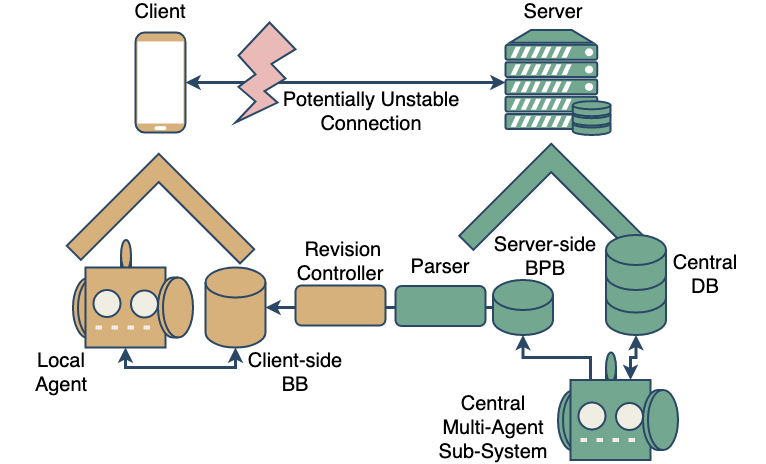 Client
Server
Potentially Unstable
Connection
Revision
Controller
Parser
Server-side
BPB
Central
DB
Local
Agent
Client-side
BB
Central
Multi-Agent
Sub-System